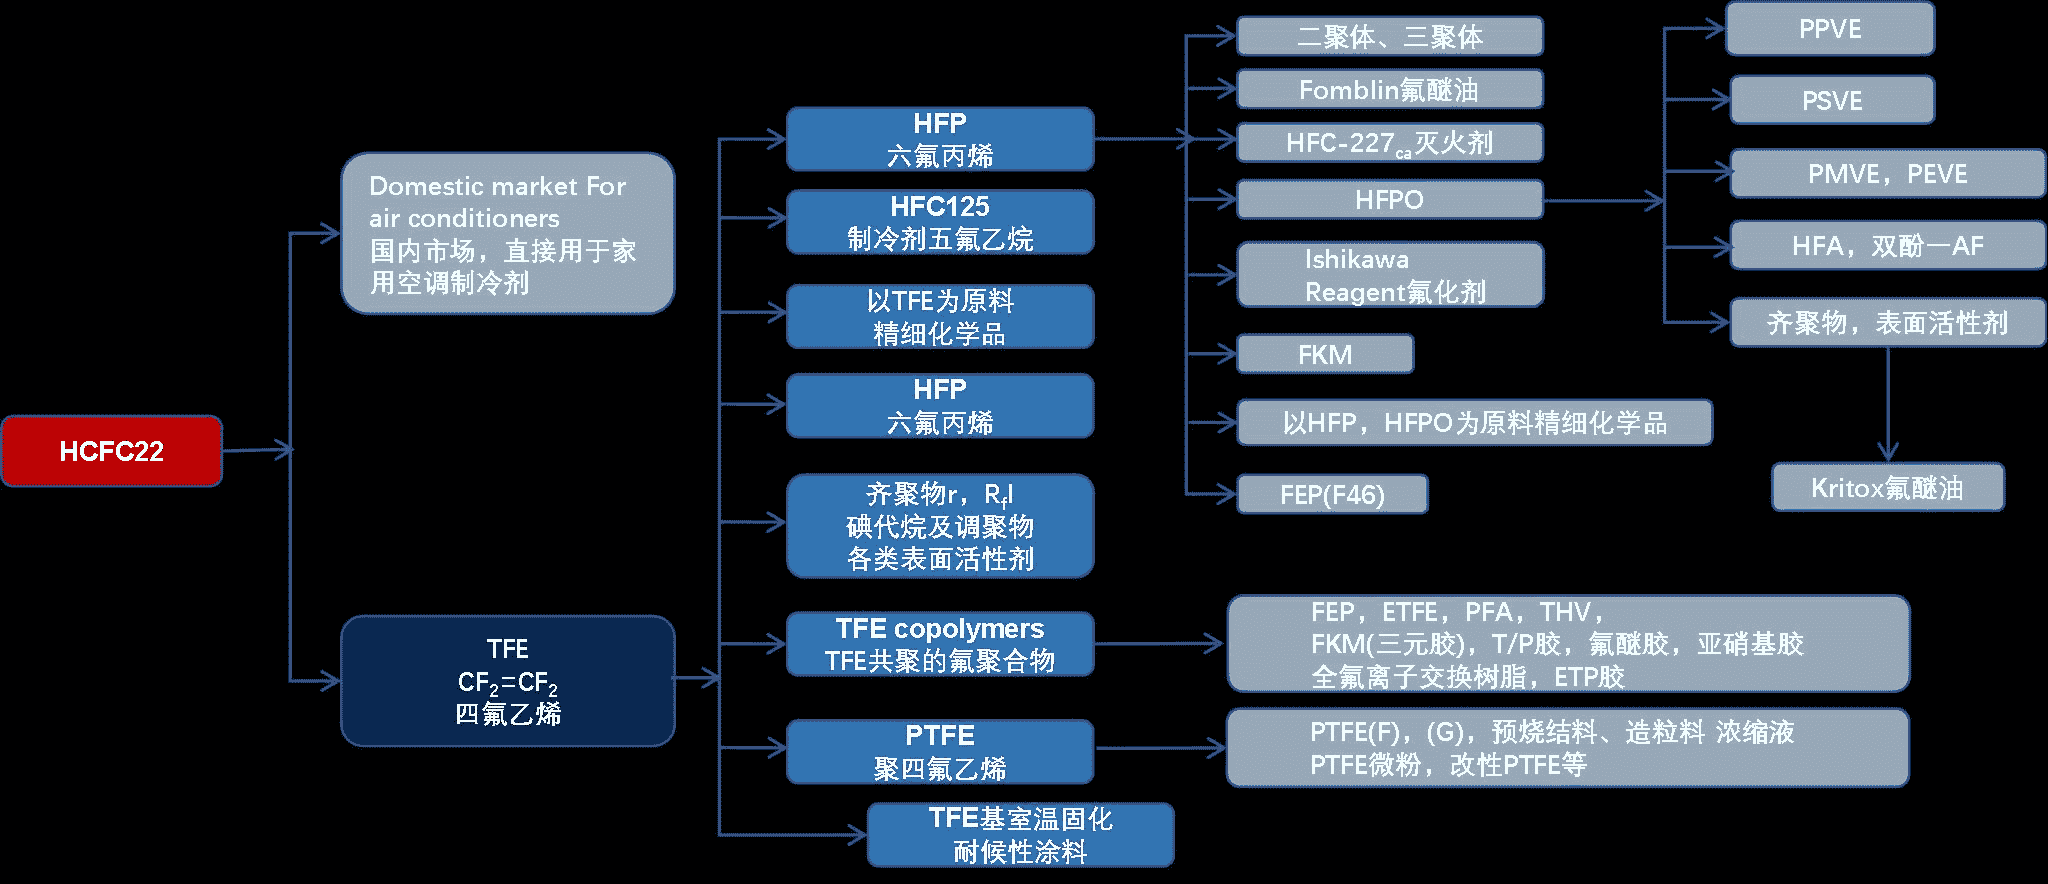 HCFC22
Domestic market For
air conditioners
国内市场，直接用于家
用空调制冷剂
TFE
CF₂=CF₂
四氟乙烯
HFP
六氟丙烯
HFC125
制冷剂五氟乙烷
以TFE为原料
精细化学品
HFP
六氟丙烯
齐聚物r，RfI
碘代烷及调聚物
各类表面活性剂
TFE copolymers
TFE共聚的氟聚合物
PTFE
聚四氟乙烯
TFE基室温固化
耐候性涂料
二聚体、三聚体
Fomblin氟醚油
HFC-227ca灭火剂
HFPO
Ishikawa
Reagent氟化剂
FKM
以HFP，HFPO为原料精细化学品
FEP(F46)
PPVE
PSVE
PMVE，PEVE
HFA，双酚一AF
齐聚物，表面活性剂
Kritox氟醚油
FEP，ETFE，PFA，THV，
FKM(三元胶)，T/P胶，氟醚胶，亚硝基胶
全氟离子交换树脂，ETP胶
PTFE(F)，(G)，预烧结料、造粒料 浓缩液
PTFE微粉，改性PTFE等